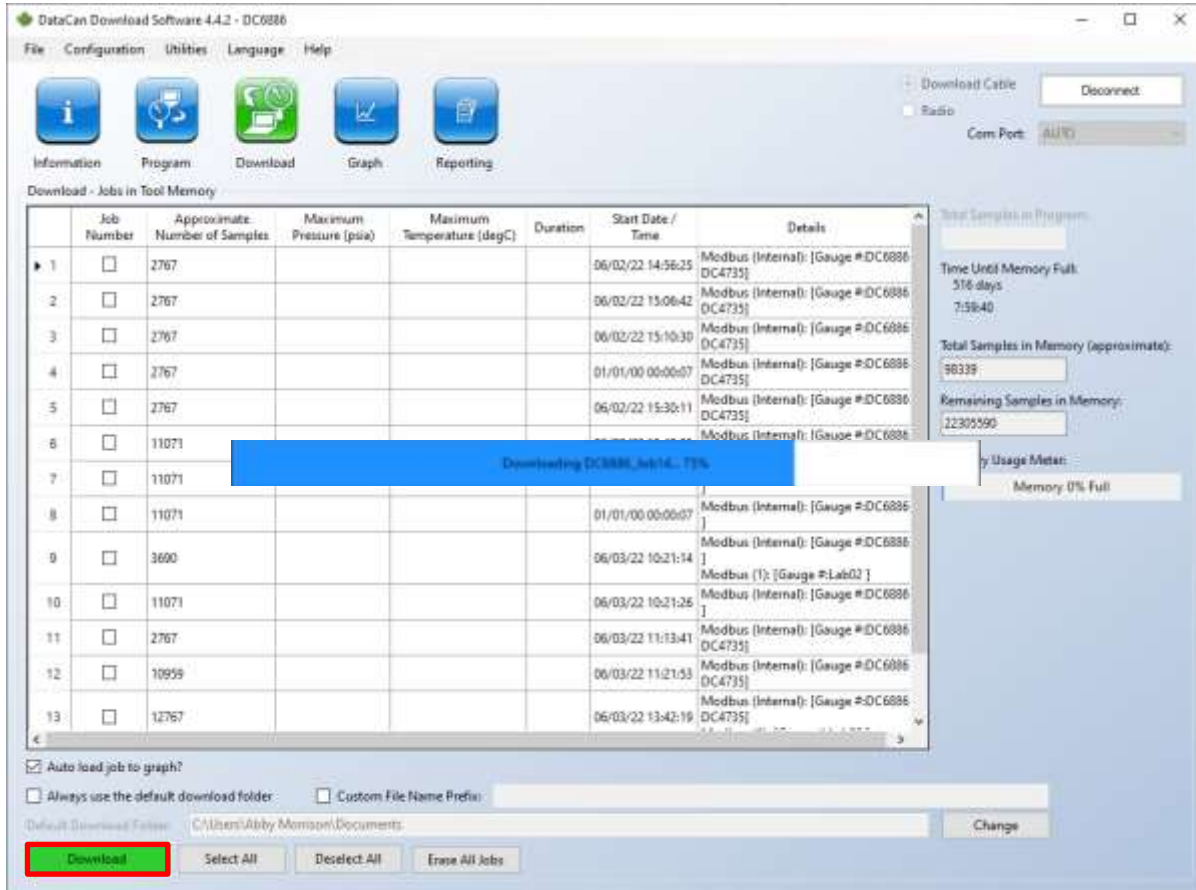 DataCan Download Software 4.4.2 - DC6886
File Configuration Utilities Language Help
Download Cable
Disconnect
Radio
Com Port: AUTO
Information Program Download Graph Reporting
Download - Jobs in Tool Memory
Job Number Approximate Number of Samples Maximum Pressure (psia) Maximum Temperature (degC) Duration Start Date / Time Details
Total Samples in Program:
1 2767 06/02/22 14:56:25 Modbus (Internal): [Gauge #:DC6886
DC4735]
Time Until Memory Full:
516 days
7:59:40
2 2767 06/02/22 15:06:42 Modbus (Internal): [Gauge #:DC6886
DC4735]
3 2767 06/02/22 15:10:30 Modbus (Internal): [Gauge #:DC6886
DC4735]
Total Samples in Memory (approximate):
98339
4 2767 01/01/00 00:00:07 Modbus (Internal): [Gauge #:DC6886
DC4735]
5 2767 06/02/22 15:30:11 Modbus (Internal): [Gauge #:DC6886
DC4735]
Remaining Samples in Memory:
22305590
6 11071 Modbus (Internal): [Gauge #:DC6886
Downloading 75%
y Usage Meter:
7 11071 ]
Memory 0% Full
8 11071 01/01/00 00:00:07 Modbus (Internal): [Gauge #:DC6886
]
9 3690 06/03/22 10:21:14 Modbus (Internal): [Gauge #:DC6886
]
Modbus (1): [Gauge #:Lab02 ]
10 11071 06/03/22 10:21:26 Modbus (Internal): [Gauge #:DC6886
]
11 2767 06/03/22 11:13:41 Modbus (Internal): [Gauge #:DC6886
DC4735]
12 10959 06/03/22 11:21:53 Modbus (Internal): [Gauge #:DC6886
DC4735]
13 12767 06/03/22 13:42:19 Modbus (Internal): [Gauge #:DC6886
DC4735]
Auto load job to graph?
Always use the default download folder Custom File Name Prefix:
Default Download Folder: C:\Users\Abby Morrison\Documents
Change
Download Select All Deselect All Erase All Jobs